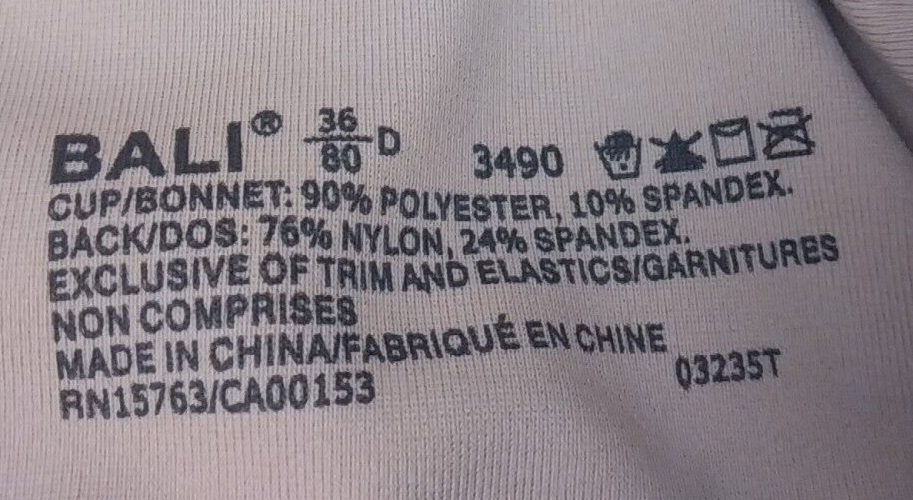 BALI® 36/80 D 3490
CUP/BONNET: 90% POLYESTER, 10% SPANDEX.
BACK/DOS: 76% NYLON, 24% SPANDEX.
EXCLUSIVE OF TRIM AND ELASTICS/GARNITURES
NON COMPRISES
MADE IN CHINA/FABRIQUÉ EN CHINE
RN15763/CA00153 03235T